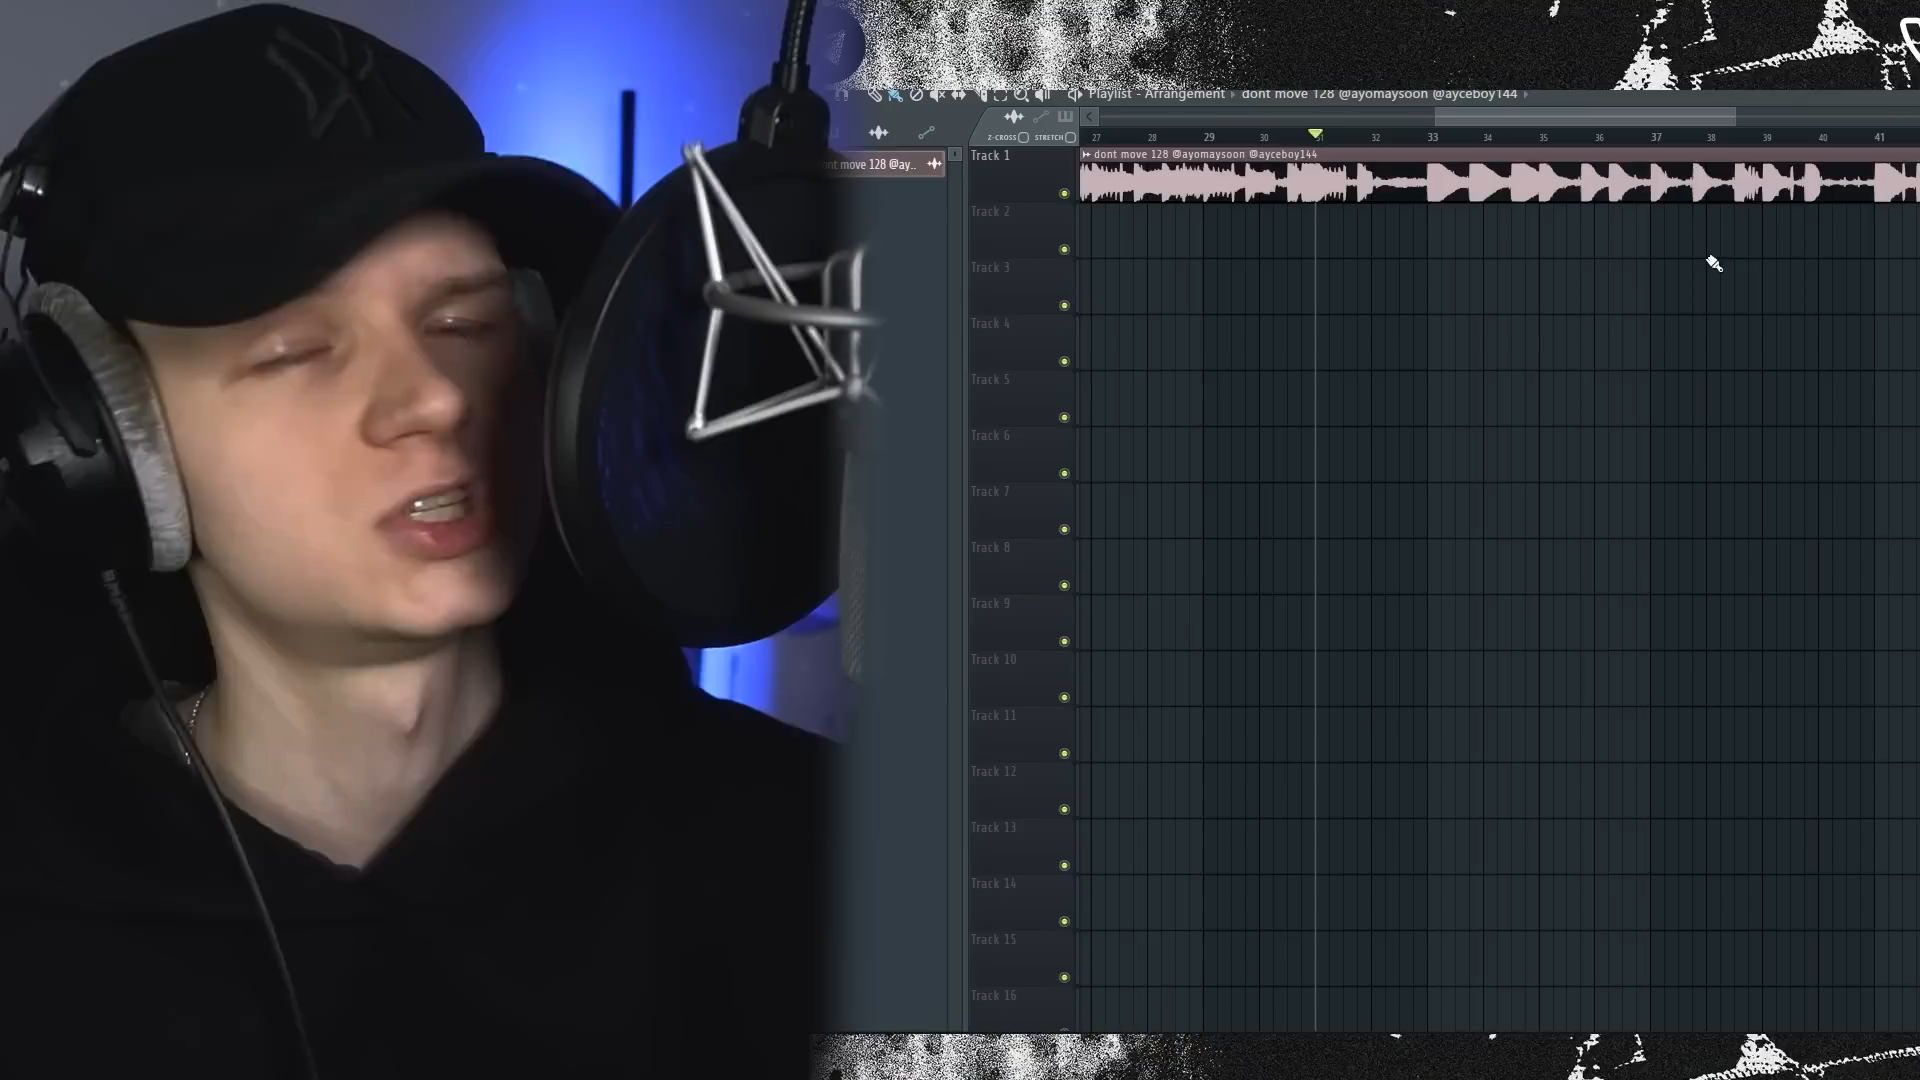 Playlist - Arrangement › dont move 128 @ayomaysoon @ayceboy144 ›
Z-CROSS STRETCH
27 28 29 30 31 32 33 34 35 36 37 38 39 40 41
dont move 128 @ay..
Track 1
dont move 128 @ayomaysoon @ayceboy144
Track 2
Track 3
Track 4
Track 5
Track 6
Track 7
Track 8
Track 9
Track 10
Track 11
Track 12
Track 13
Track 14
Track 15
Track 16